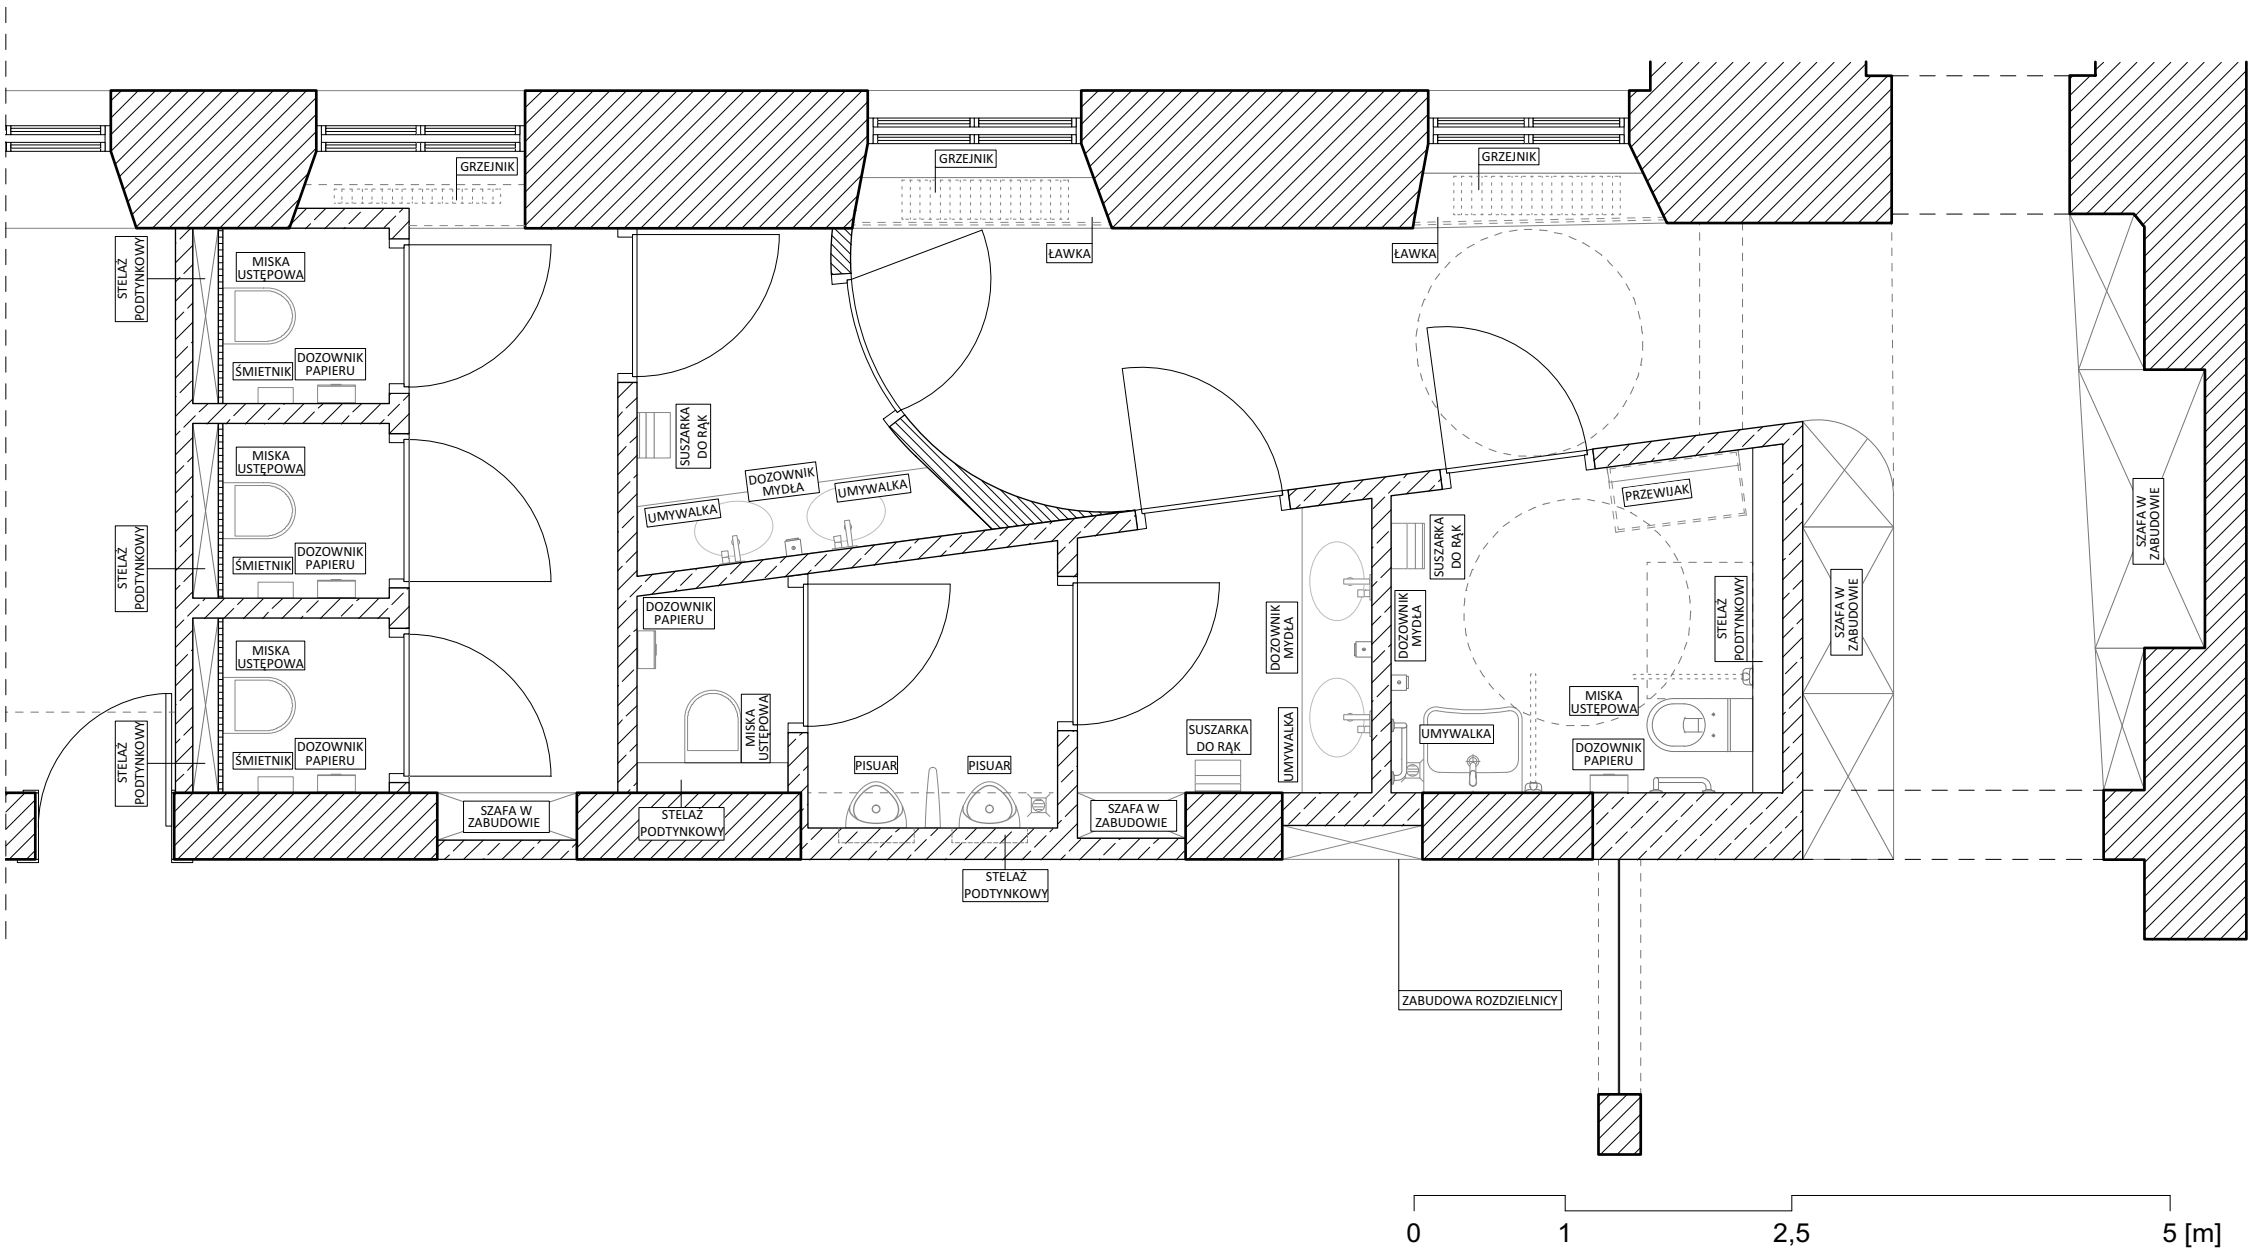 GRZEJNIK
GRZEJNIK
GRZEJNIK
STELAŻ
PODTYNKOWY
MISKA
USTĘPOWA
ŁAWKA
ŁAWKA
ŚMIETNIK
DOZOWNIK
PAPIERU
SUSZARKA
DO RĄK
DOZOWNIK
MYDŁA
UMYWALKA
UMYWALKA
PRZEWIJAK
MISKA
USTĘPOWA
STELAŻ
PODTYNKOWY
ŚMIETNIK
DOZOWNIK
PAPIERU
SUSZARKA
DO RĄK
SZAFA W
ZABUDOWIE
DOZOWNIK
PAPIERU
DOZOWNIK
MYDŁA
DOZOWNIK
MYDŁA
STELAŻ
PODTYNKOWY
SZAFA W
ZABUDOWIE
MISKA
USTĘPOWA
MISKA
USTĘPOWA
MISKA
USTĘPOWA
STELAŻ
PODTYNKOWY
ŚMIETNIK
DOZOWNIK
PAPIERU
PISUAR
PISUAR
SUSZARKA
DO RĄK
UMYWALKA
UMYWALKA
DOZOWNIK
PAPIERU
SZAFA W
ZABUDOWIE
STELAŻ
PODTYNKOWY
SZAFA W
ZABUDOWIE
STELAŻ
PODTYNKOWY
ZABUDOWA ROZDZIELNICY
0 1 2,5 5 [m]